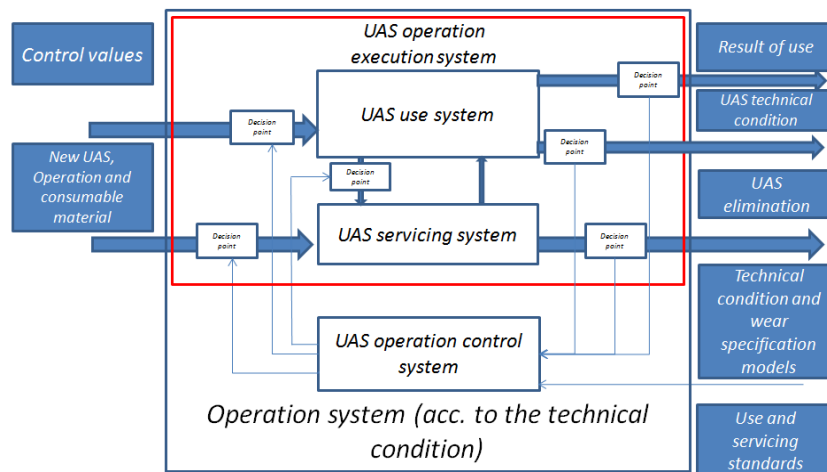 UAS operation
execution system
Control values
Result of use
Decision
point
UAS use system
UAS technical
condition
Decision
point
Decision
point
New UAS,
Operation and
consumable
material
Decision
point
UAS
elimination
Decision
point
UAS servicing system
Decision
point
Technical
condition and
wear
specification
models
UAS operation control
system
Operation system (acc. to the technical
condition)
Use and
servicing
standards